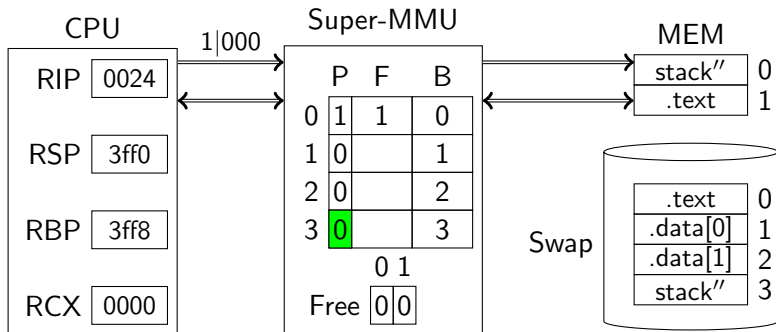 CPU
Super-MMU
MEM
1|000
RIP 0024
RSP 3ff0
RBP 3ff8
RCX 0000
P F B
0 1 1 0
1 0 1
2 0 2
3 0 3
0 1
Free 0 0
stack″ 0
.text 1
Swap
.text 0
.data[0] 1
.data[1] 2
stack″ 3